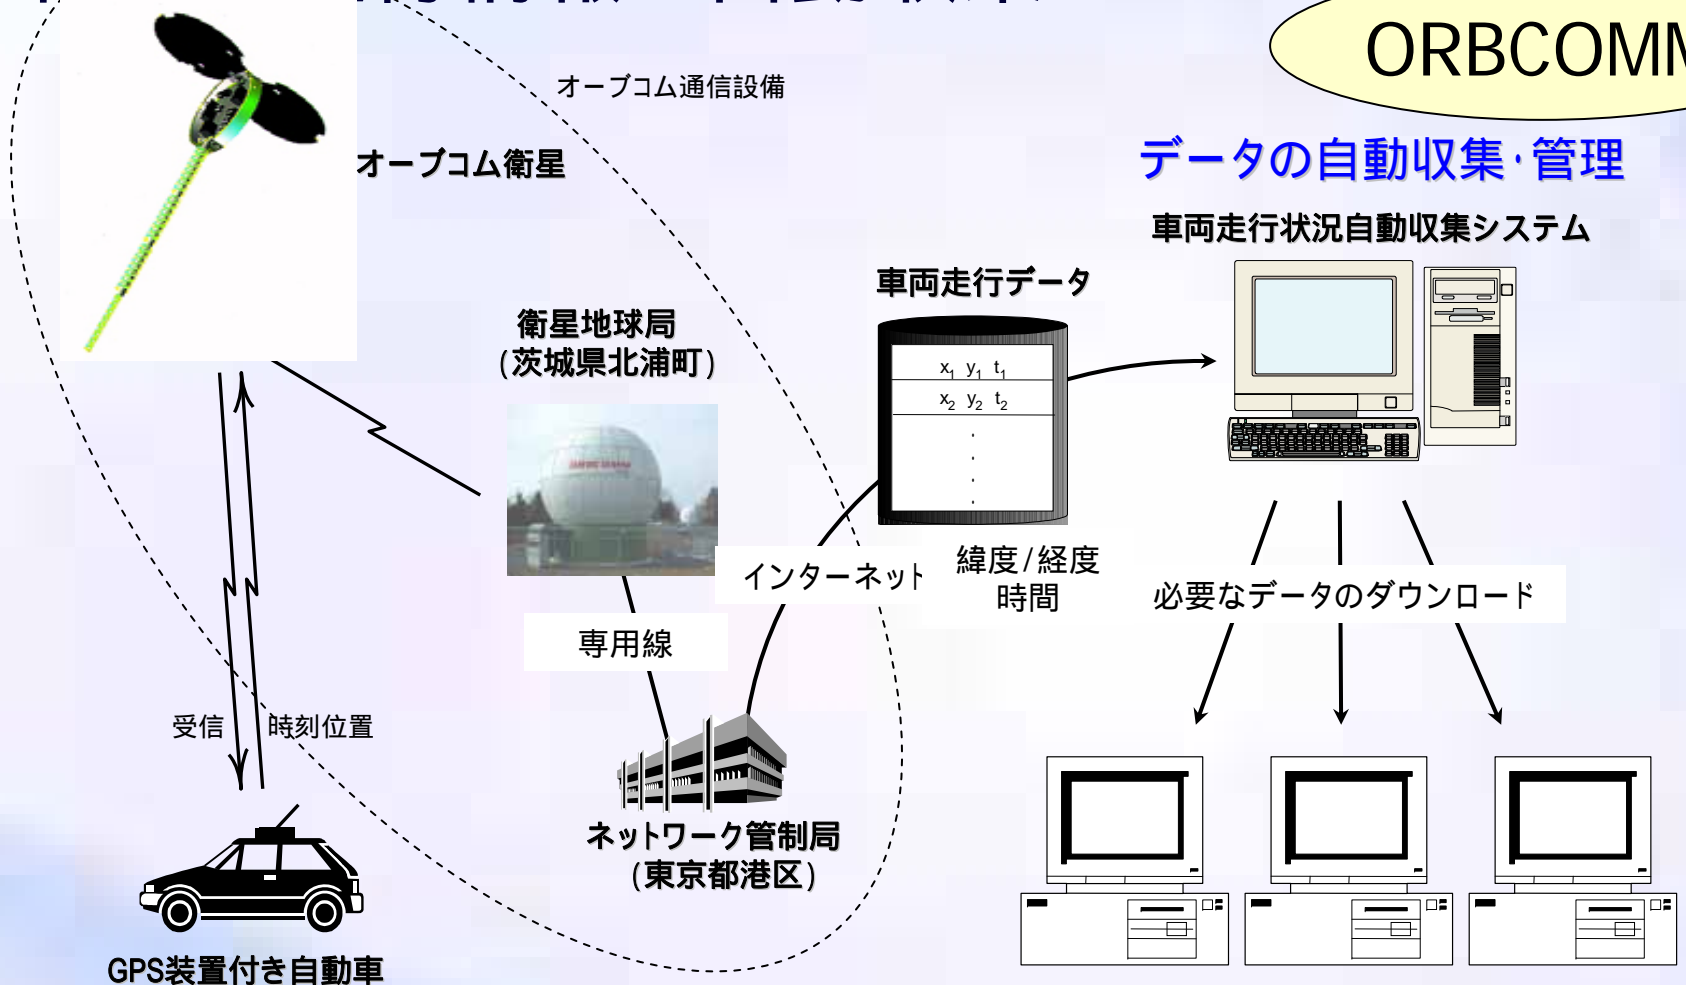 ORBCOMM
オーブコム通信設備
オーブコム衛星
データの自動収集・管理
車両走行状況自動収集システム
車両走行データ
衛星地球局
(茨城県北浦町)
x1 y1 t1
x2 y2 t2
インターネット
緯度/経度
時間
必要なデータのダウンロード
専用線
受信
時刻位置
ネットワーク管制局
(東京都港区)
GPS装置付き自動車